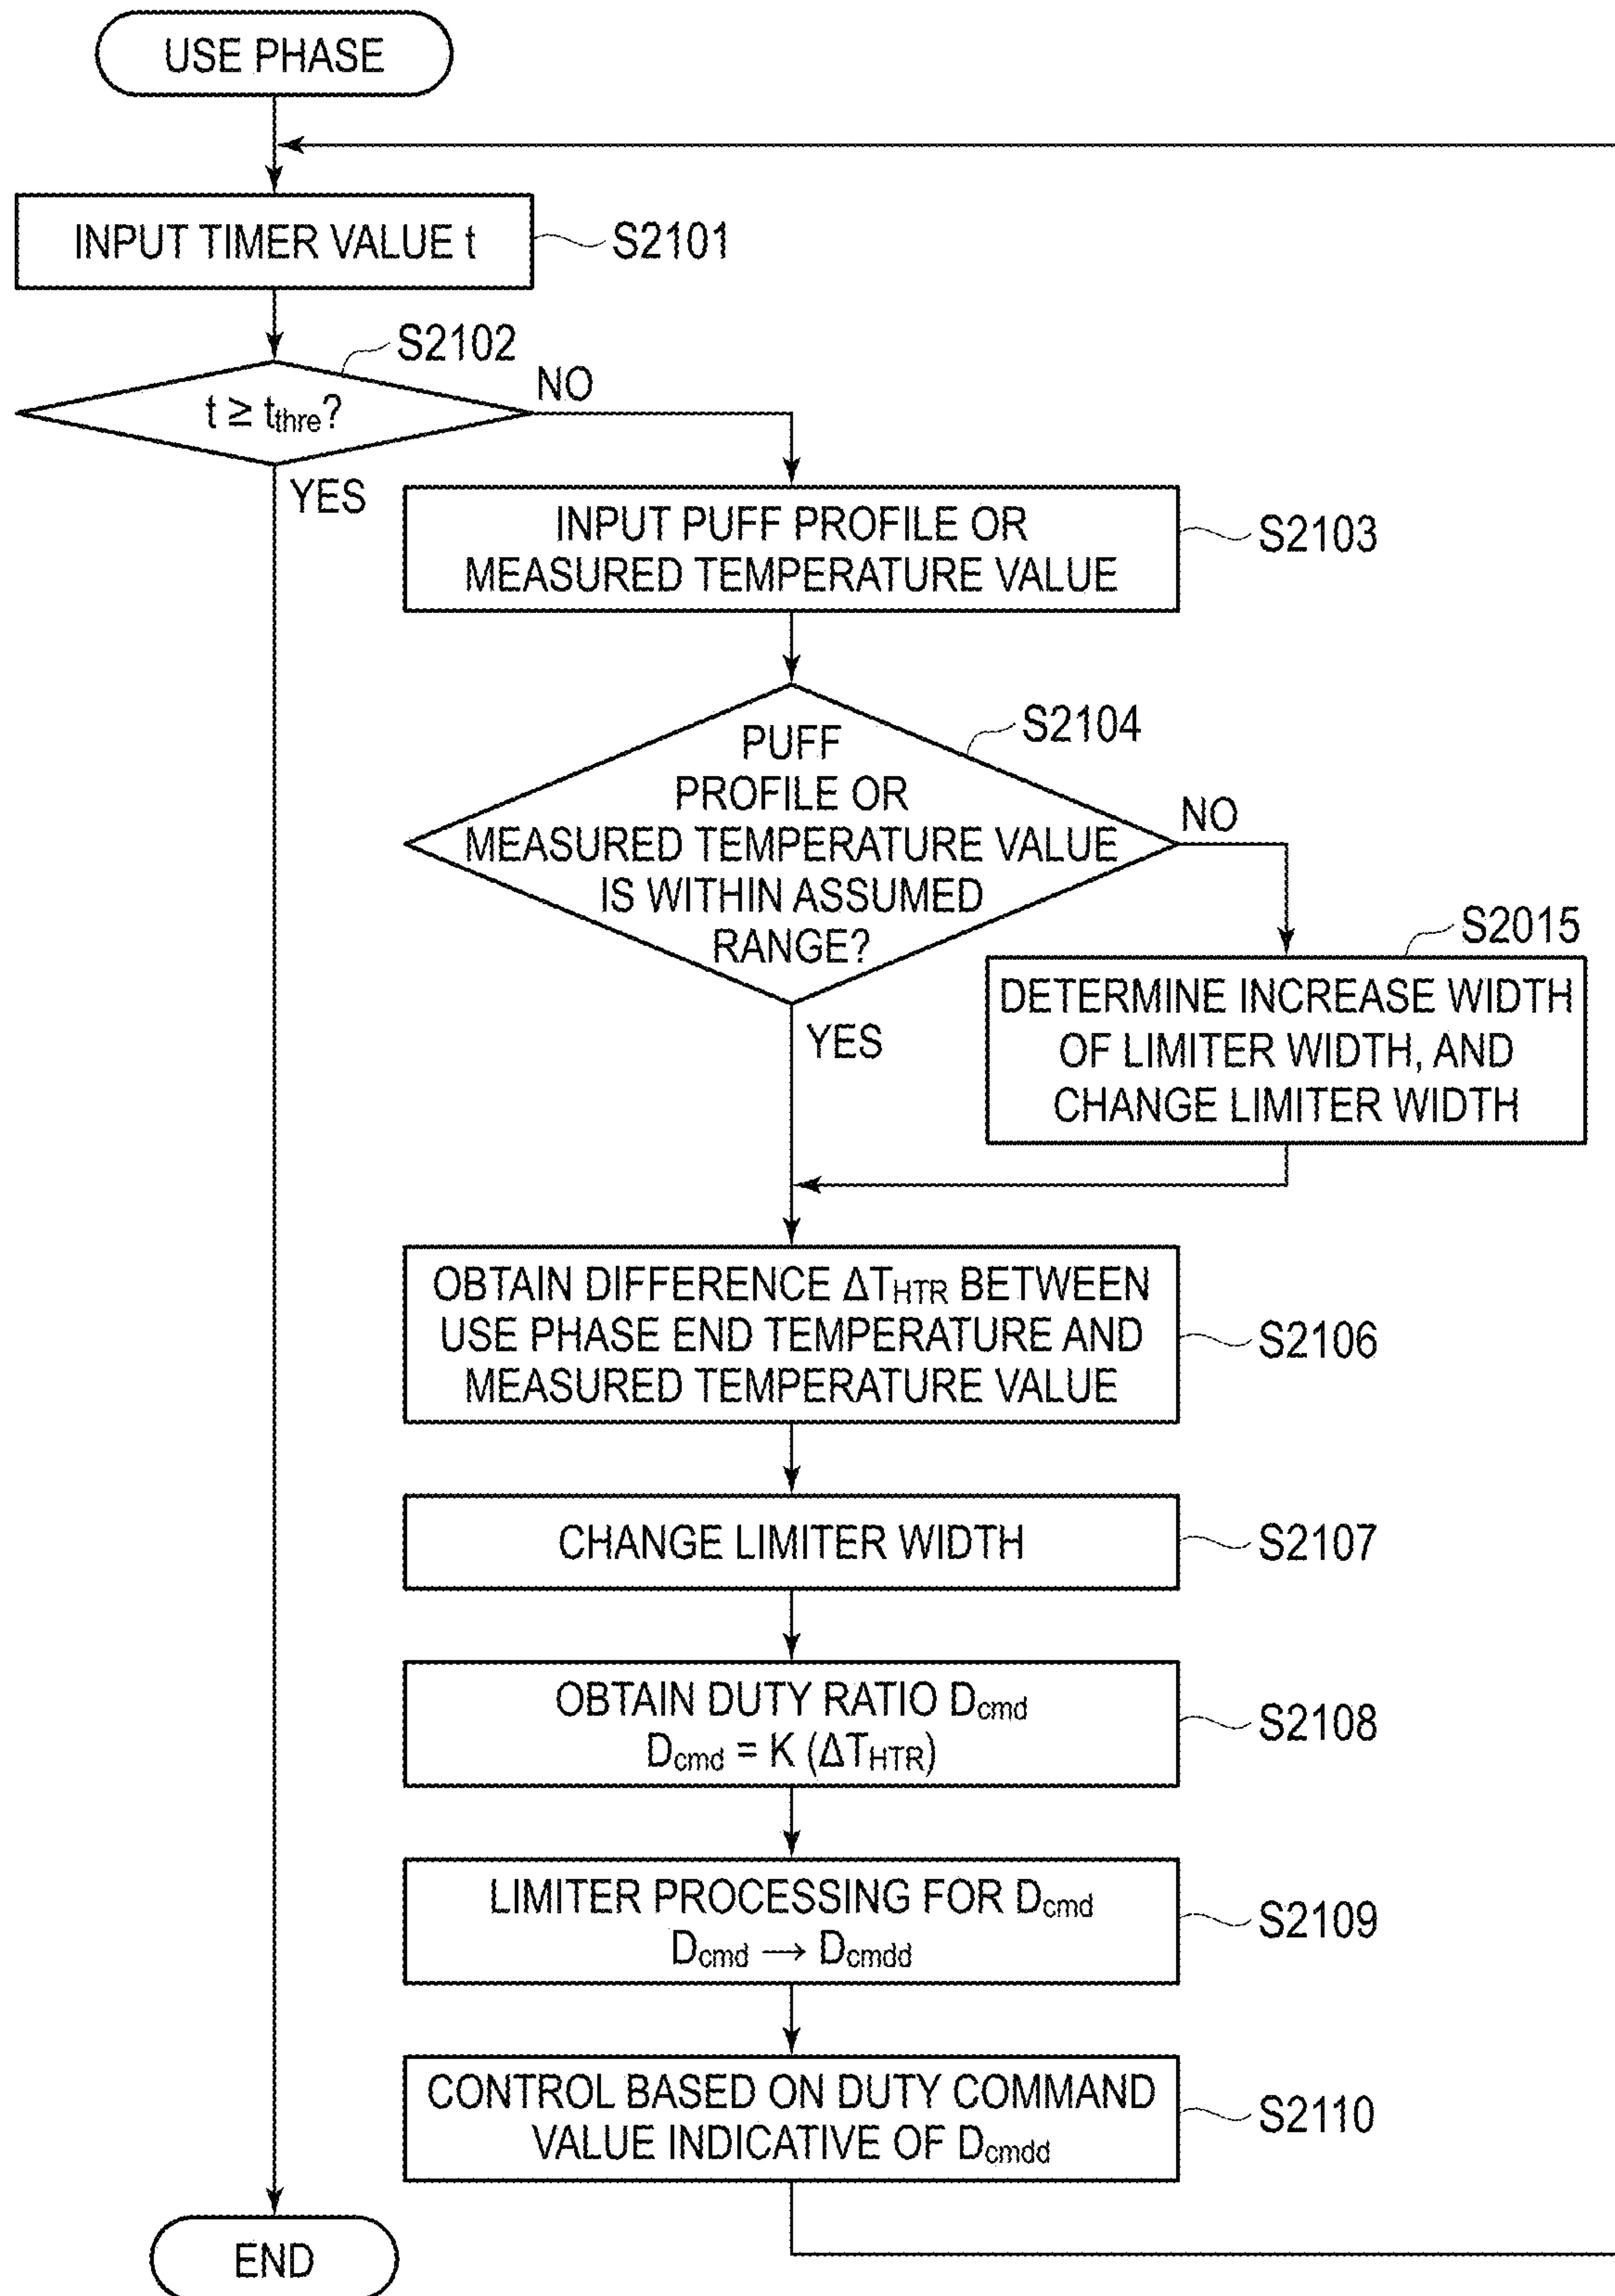 USE PHASE
INPUT TIMER VALUE t
S2101
S2102
t ≥ tthre?
NO
YES
INPUT PUFF PROFILE OR
MEASURED TEMPERATURE VALUE
S2103
S2104
PUFF
PROFILE OR
MEASURED TEMPERATURE VALUE
IS WITHIN ASSUMED
RANGE?
NO
YES
S2015
DETERMINE INCREASE WIDTH
OF LIMITER WIDTH, AND
CHANGE LIMITER WIDTH
OBTAIN DIFFERENCE ΔTHTR BETWEEN
USE PHASE END TEMPERATURE AND
MEASURED TEMPERATURE VALUE
S2106
CHANGE LIMITER WIDTH
S2107
OBTAIN DUTY RATIO Dcmd
Dcmd = K (ΔTHTR)
S2108
LIMITER PROCESSING FOR Dcmd
Dcmd → Dcmdd
S2109
CONTROL BASED ON DUTY COMMAND
VALUE INDICATIVE OF Dcmdd
S2110
END